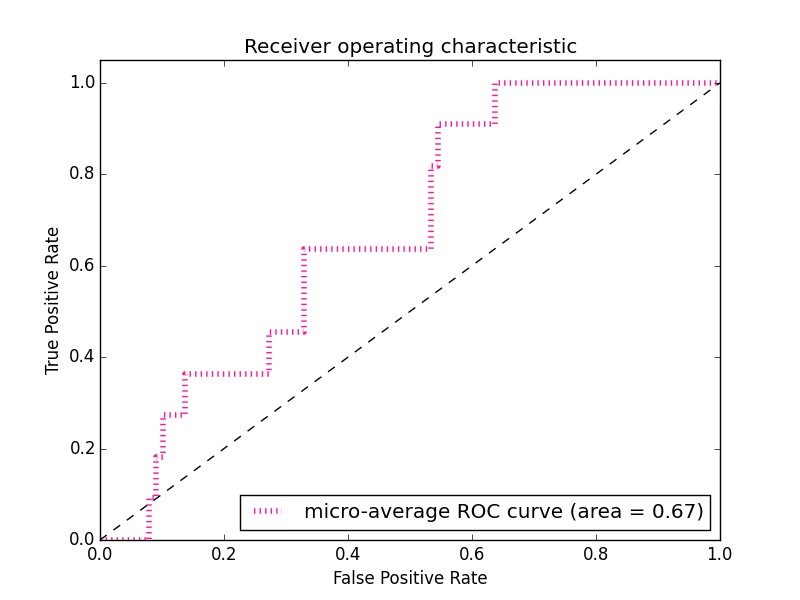 Receiver operating characteristic
1.0
0.8
0.6
0.4
0.2
0.0
True Positive Rate
micro-average ROC curve (area = 0.67)
0.0 0.2 0.4 0.6 0.8 1.0
False Positive Rate